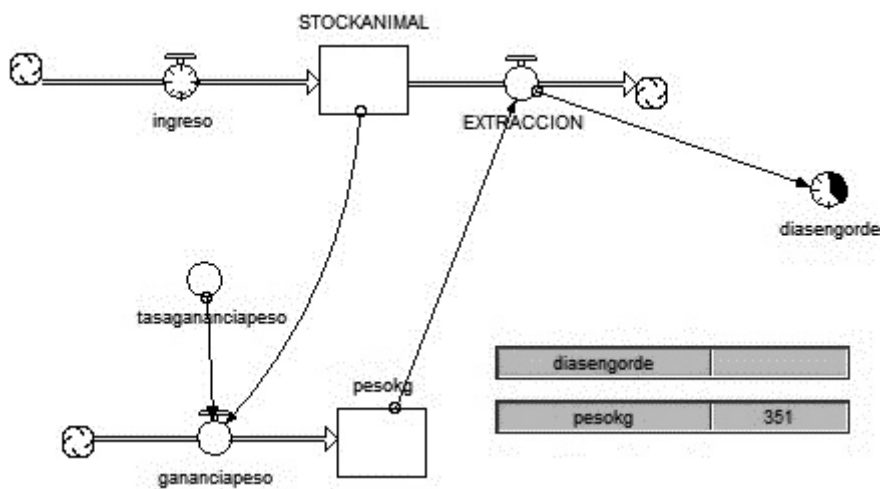 STOCKANIMAL
ingreso
EXTRACCION
diasengorde
tasagananciapeso
pesokg
gananciapeso
diasengorde
pesokg 351